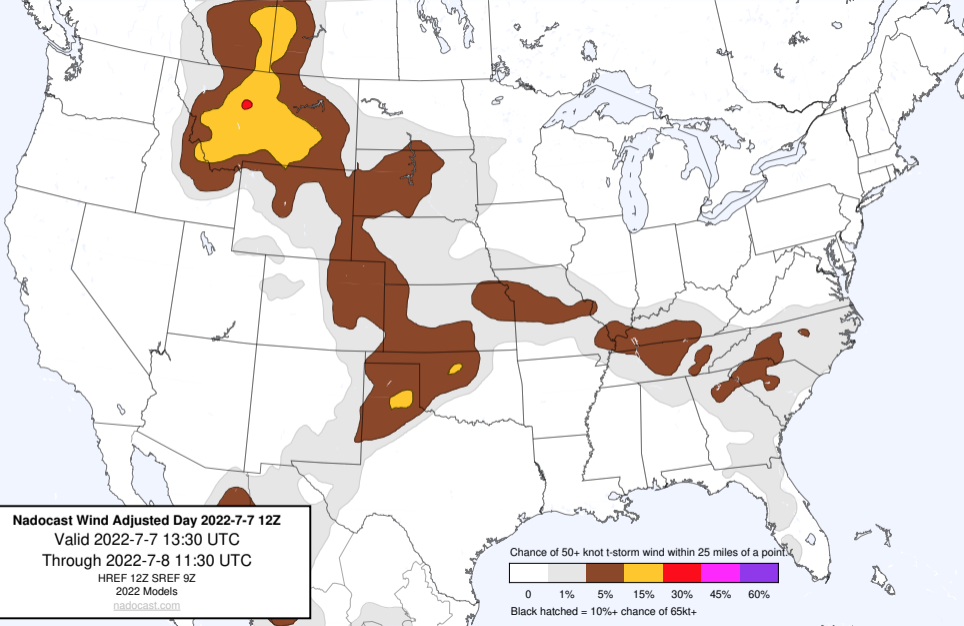 Nadocast Wind Adjusted Day 2022-7-7 12Z
Valid 2022-7-7 13:30 UTC
Through 2022-7-8 11:30 UTC
HREF 12Z SREF 9Z
2022 Models
nadocast.com
Chance of 50+ knot t-storm wind within 25 miles of a point.
0 1% 5% 15% 30% 45% 60%
Black hatched = 10%+ chance of 65kt+